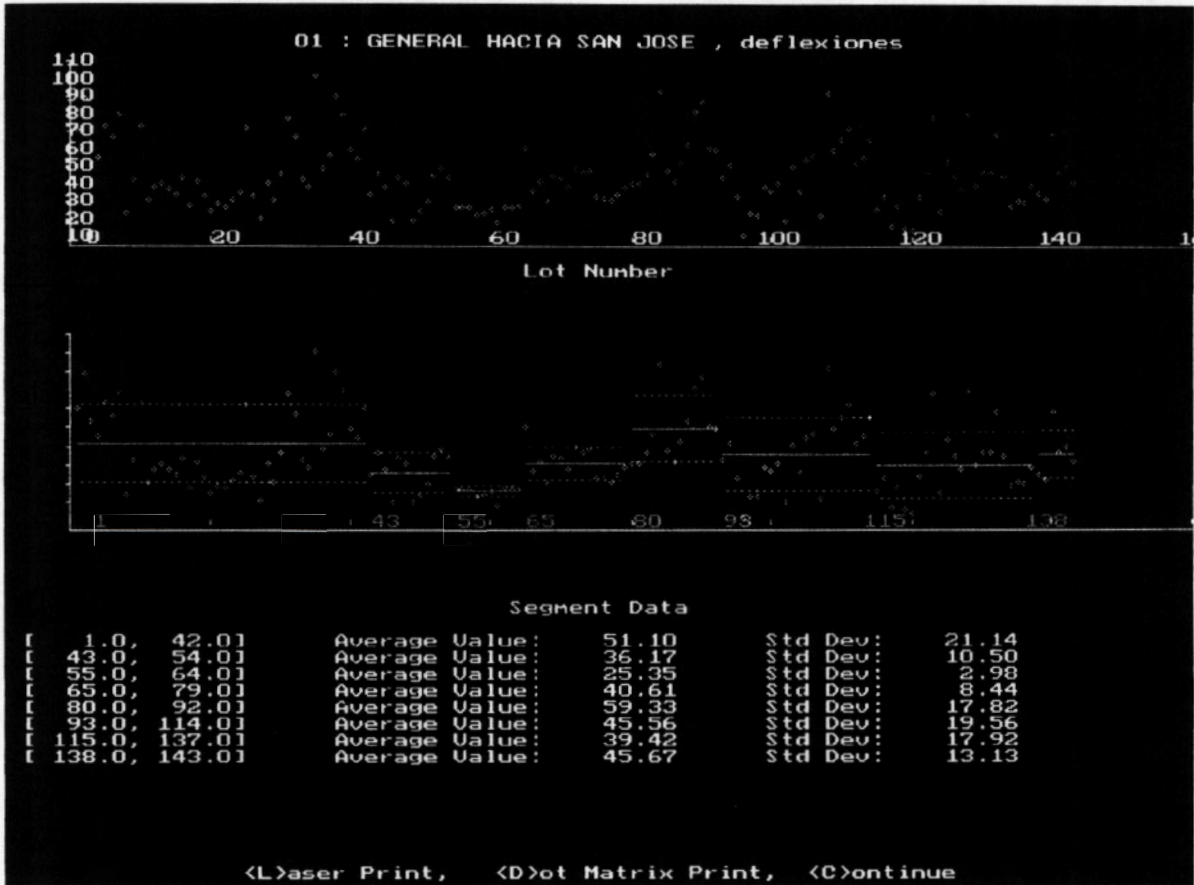 01 : GENERAL HACIA SAN JOSE , deflexiones
110
100
90
80
70
60
50
40
30
20
10
0 20 40 60 80 100 120 140
Lot Number
1 43 55 65 80 93 115 138
Segment Data
[ 1.0, 42.0] Average Value: 51.10 Std Dev: 21.14
[ 43.0, 54.0] Average Value: 36.17 Std Dev: 10.50
[ 55.0, 64.0] Average Value: 25.35 Std Dev: 2.98
[ 65.0, 79.0] Average Value: 40.61 Std Dev: 8.44
[ 80.0, 92.0] Average Value: 59.33 Std Dev: 17.82
[ 93.0, 114.0] Average Value: 45.56 Std Dev: 19.56
[ 115.0, 137.0] Average Value: 39.42 Std Dev: 17.92
[ 138.0, 143.0] Average Value: 45.67 Std Dev: 13.13
<L>aser Print, <D>ot Matrix Print, <C>ontinue